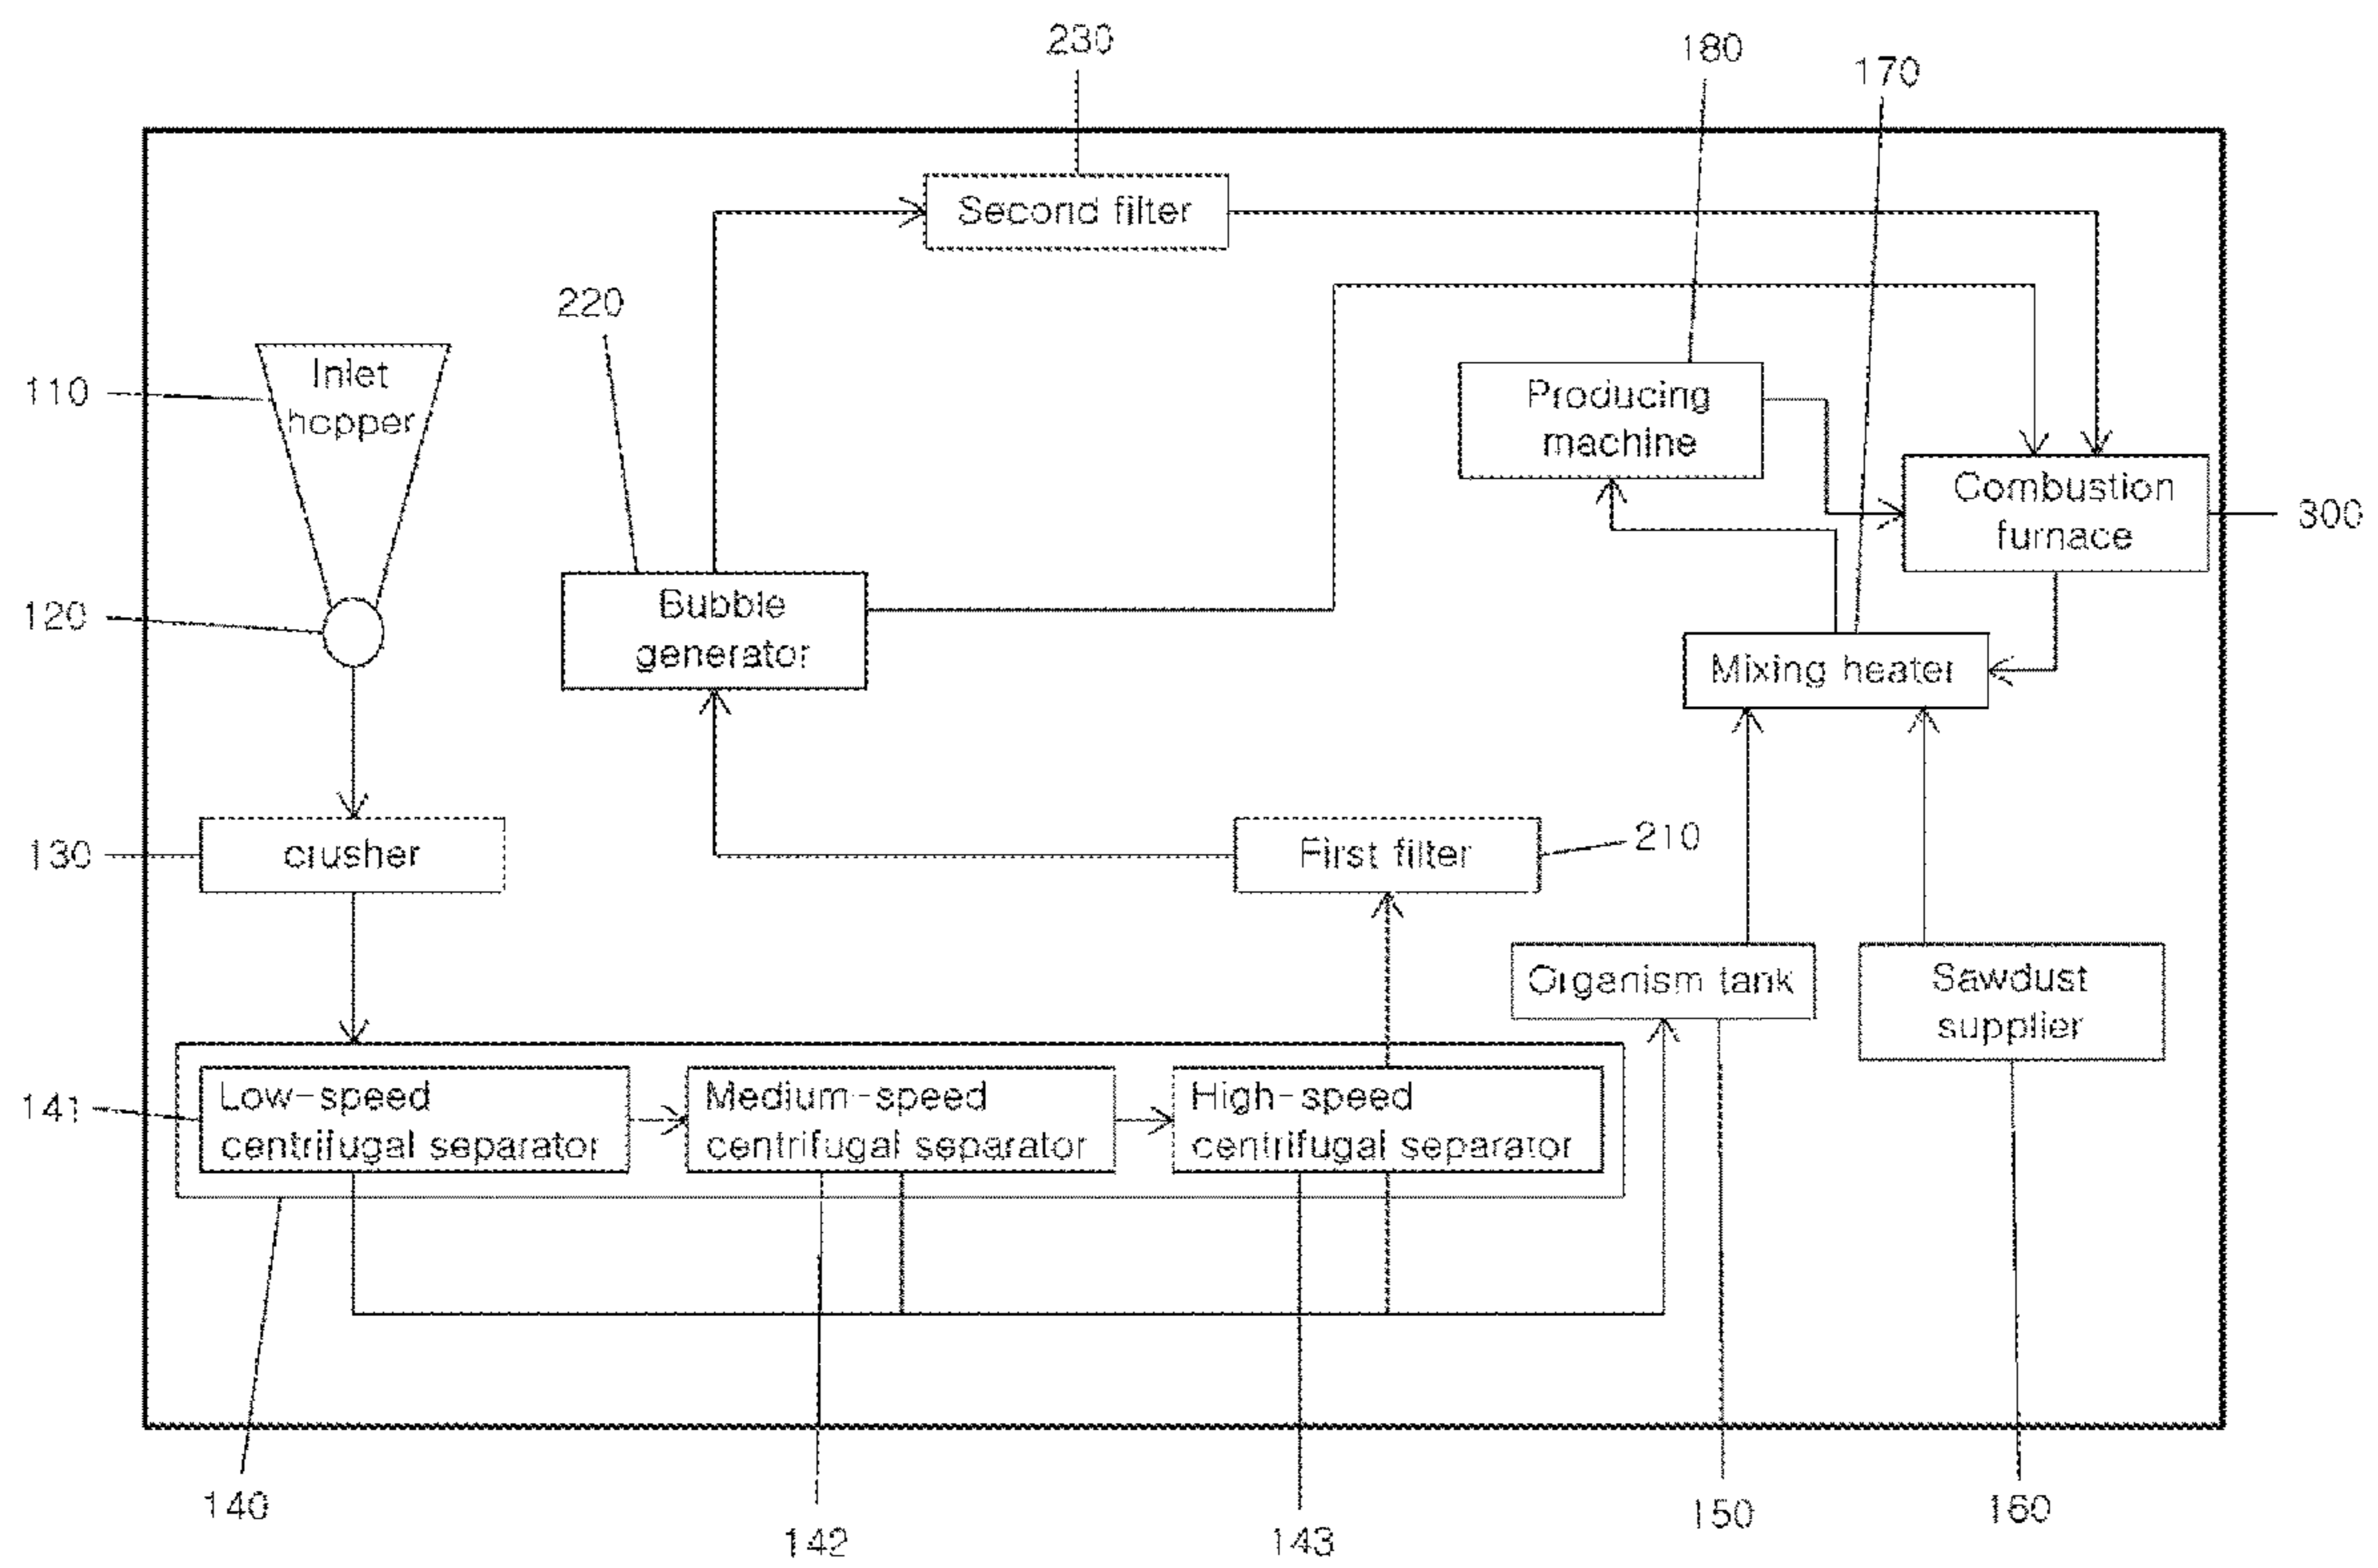 230
180
170
Second filter
220
Inlet
hopper
110
Producing
machine
Combustion
furnace
300
120
Bubble
generator
Mixing heater
130
crusher
First filter
210
Organism tank
Sawdust
supplier
141
Low-speed
centrifugal separator
Medium-speed
centrifugal separator
High-speed
centrifugal separator
140
142
143
150
160